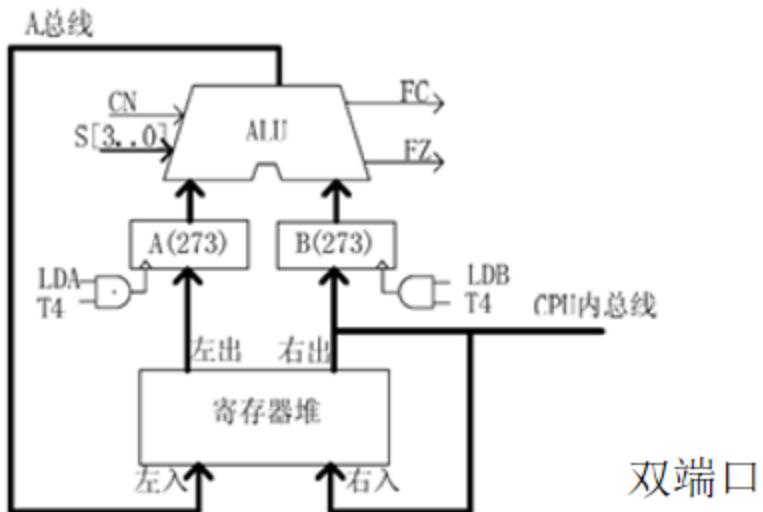 A总线
CN
S[3..0]
ALU
FC
FZ
A(273)
B(273)
LDA
T4
LDB
T4
CPU内总线
左出
右出
寄存器堆
左入
右入
双端口